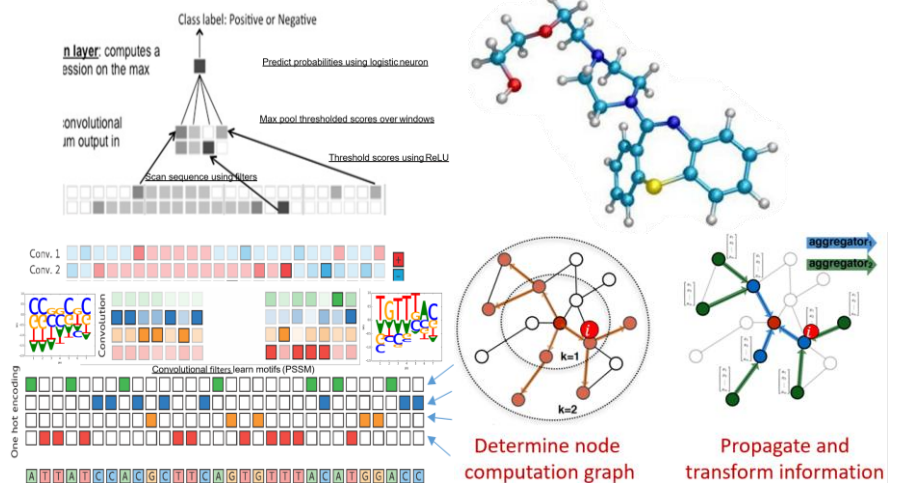 Class label: Positive or Negative
n layer: computes a
ession on the max
Predict probabilities using logistic neuron
onvolutional
um output in
Max pool thresholded scores over windows
Threshold scores using ReLU
Scan sequence using filters
Conv. 1
Conv. 2
+
-
Convolution
Convolutional filters learn motifs (PSSM)
One hot encoding
A T T A T C C A C G C T T C A G T G T T T A C A T G G A C C
i
k=1
k=2
Determine node
computation graph
aggregator₁
aggregator₂
i
Propagate and
transform information